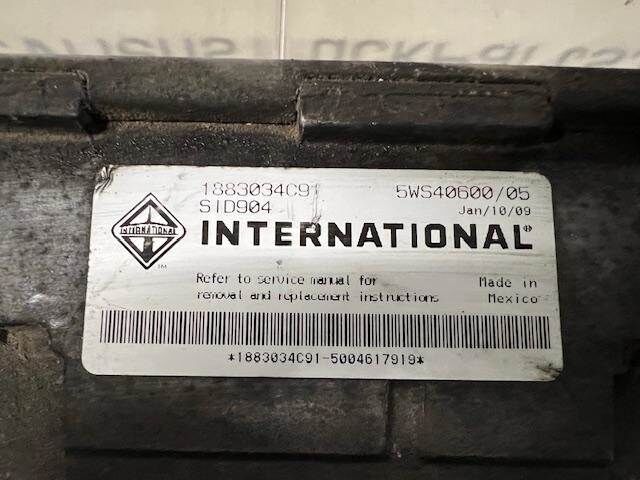 1883034C91 5WS40600/05
SID904 Jan/10/09
INTERNATIONAL INTERNATIONAL®
TM
Refer to service manual for Made in
removal and replacement instructions Mexico
*1883034C91-5004617919*